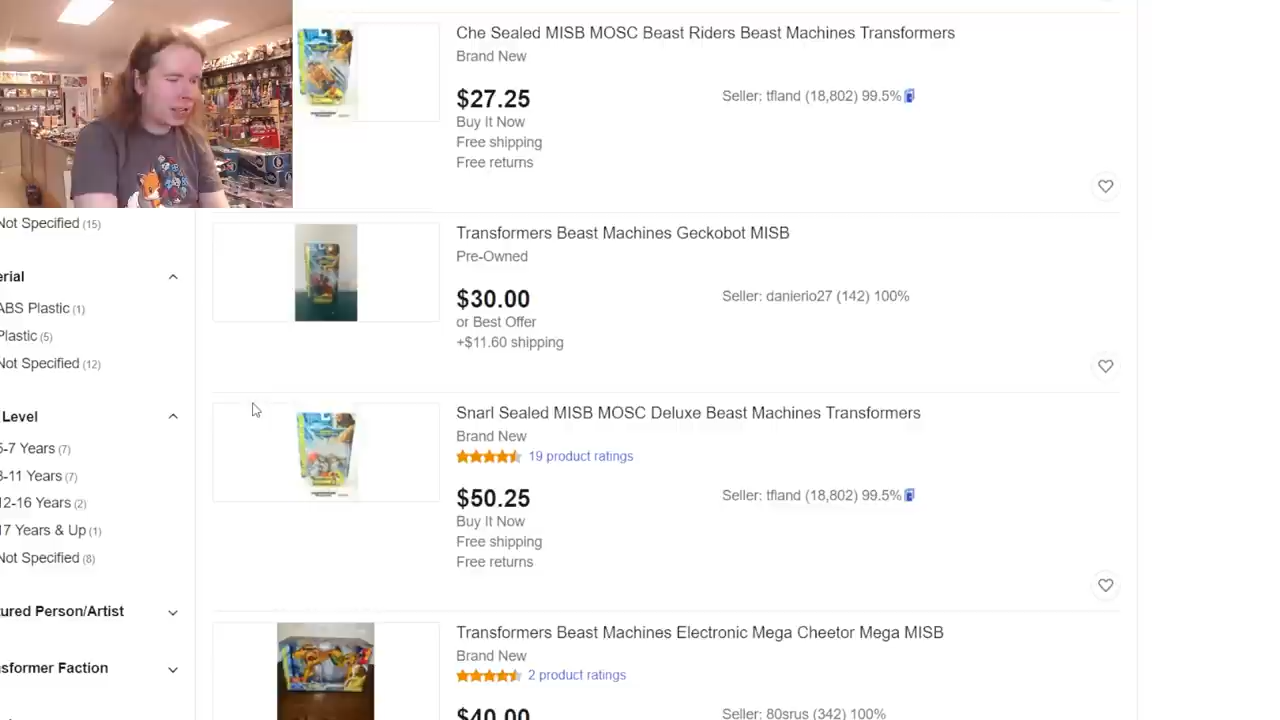 Che Sealed MISB MOSC Beast Riders Beast Machines Transformers
Brand New
$27.25
Seller: tfland (18,802) 99.5%
Buy It Now
Free shipping
Free returns
Not Specified (15)
Transformers Beast Machines Geckobot MISB
Pre-Owned
erial
$30.00
Seller: danierio27 (142) 100%
ABS Plastic (1)
or Best Offer
Plastic (5)
+$11.60 shipping
Not Specified (12)
Level
Snarl Sealed MISB MOSC Deluxe Beast Machines Transformers
Brand New
5-7 Years (7)
19 product ratings
8-11 Years (7)
$50.25
Seller: tfland (18,802) 99.5%
12-16 Years (2)
Buy It Now
17 Years & Up (1)
Free shipping
Not Specified (8)
Free returns
tured Person/Artist
Transformers Beast Machines Electronic Mega Cheetor Mega MISB
Brand New
nsformer Faction
2 product ratings
$40.00
Seller: 80srus (342) 100%